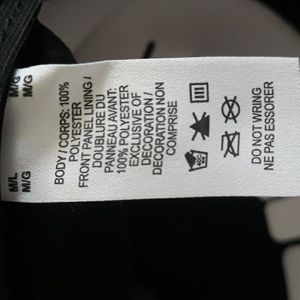 M/L
M/G
M/G
M/G
BODY / CORPS: 100%
POLYESTER
FRONT PANEL LINING /
DOUBLURE DU
PANNEAU AVANT:
100% POLYESTER
EXCLUSIVE OF
DECORATION /
DECORATION NON
COMPRISE
DO NOT WRING
NE PAS ESSORER